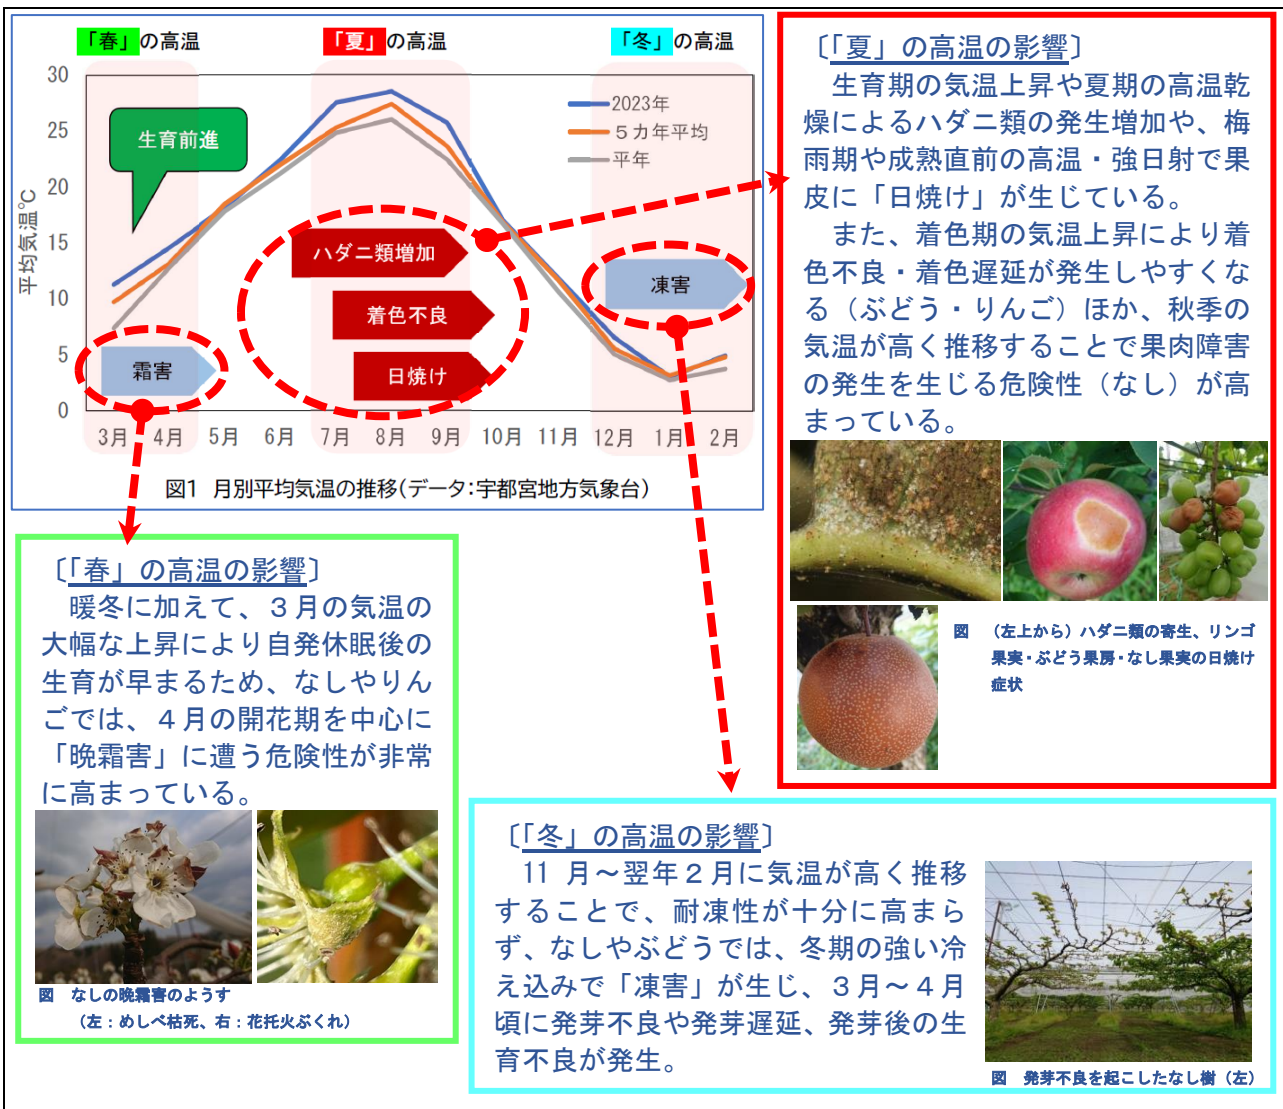 「春」の高温
「夏」の高温
「冬」の高温
30
25
20
15
10
5
0
平均気温℃
2023年
５カ年平均
平年
生育前進
ハダニ類増加
着色不良
日焼け
霜害
凍害
3月 4月 5月 6月 7月 8月 9月 10月 11月 12月 1月 2月
図1 月別平均気温の推移(データ:宇都宮地方気象台)
〔「夏」の高温の影響〕
生育期の気温上昇や夏期の高温乾
燥によるハダニ類の発生増加や、梅
雨期や成熟直前の高温・強日射で果
皮に「日焼け」が生じている。
また、着色期の気温上昇により着
色不良・着色遅延が発生しやすくな
る（ぶどう・りんご）ほか、秋季の
気温が高く推移することで果肉障害
の発生を生じる危険性（なし）が高
まっている。
図 （左上から）ハダニ類の寄生、リンゴ
果実・ぶどう果房・なし果実の日焼け
症状
〔「春」の高温の影響〕
暖冬に加えて、３月の気温の
大幅な上昇により自発休眠後の
生育が早まるため、なしやりん
ごでは、４月の開花期を中心に
「晩霜害」に遭う危険性が非常
に高まっている。
図 なしの晩霜害のようす
（左：めしべ枯死、右：花托火ぶくれ）
〔「冬」の高温の影響〕
11 月～翌年２月に気温が高く推移
することで、耐凍性が十分に高まら
ず、なしやぶどうでは、冬期の強い冷
え込みで「凍害」が生じ、３月～４月
頃に発芽不良や発芽遅延、発芽後の生
育不良が発生。
図 発芽不良を起こしたなし樹（左）